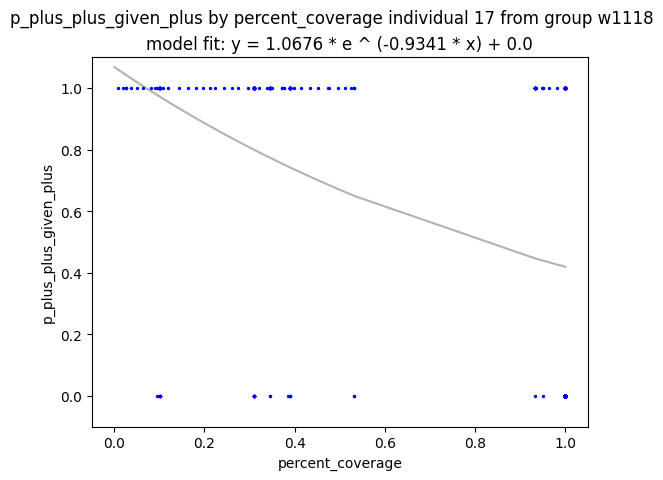 p_plus_plus_given_plus by percent_coverage individual 17 from group w1118
model fit: y = 1.0676 * e ^ (-0.9341 * x) + 0.0
1.0
0.8
0.6
0.4
0.2
0.0
p_plus_plus_given_plus
0.0 0.2 0.4 0.6 0.8 1.0
percent_coverage